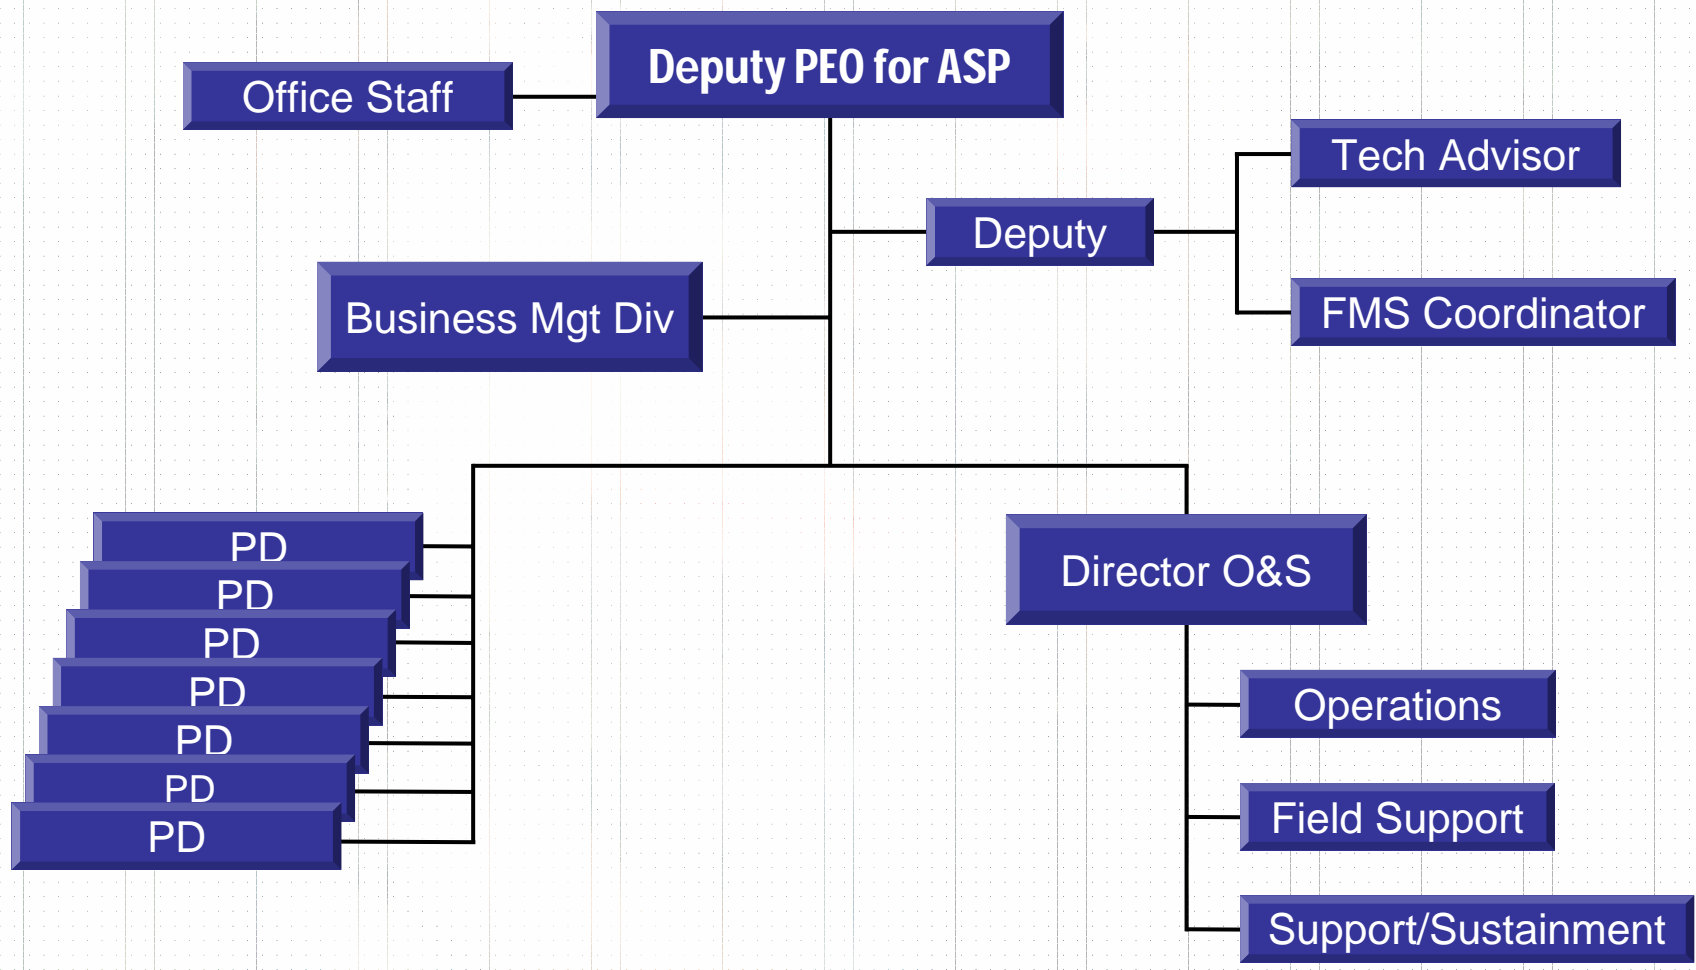 Deputy PEO for ASP
Office Staff
Tech Advisor
Deputy
Business Mgt Div
FMS Coordinator
PD
PD
PD
PD
PD
PD
PD
Director O&S
Operations
Field Support
Support/Sustainment